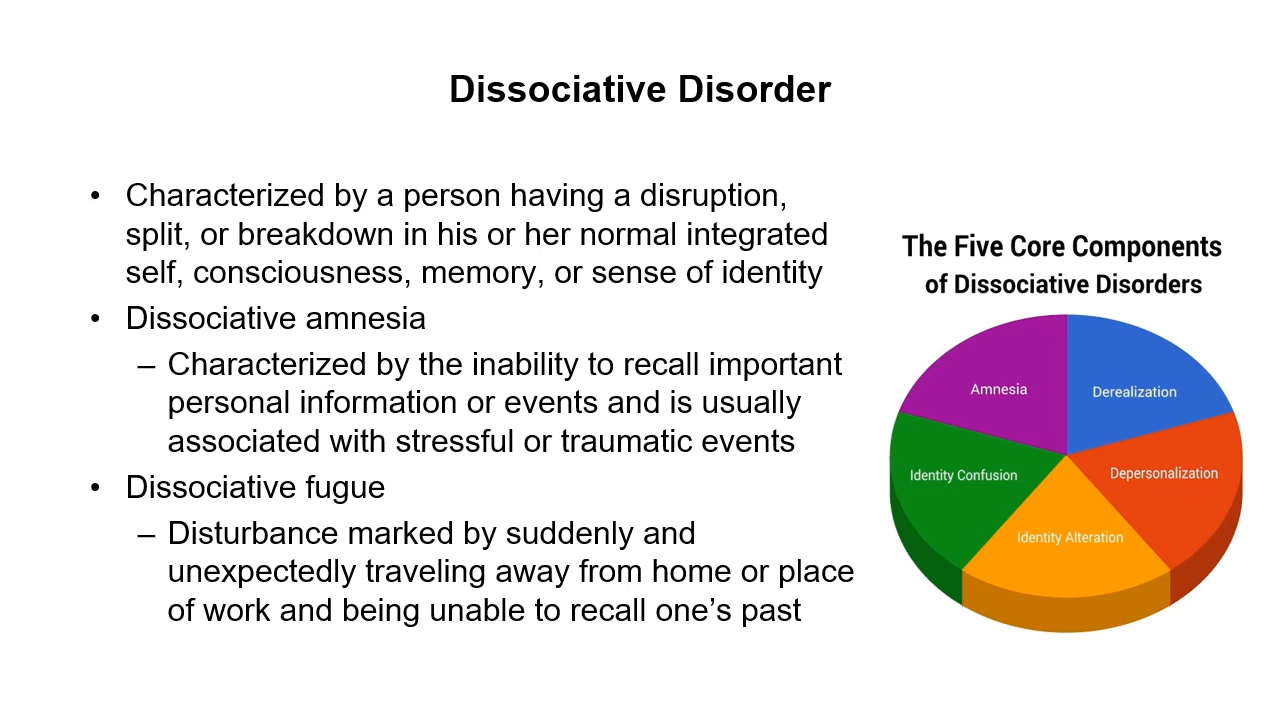 Dissociative Disorder
• Characterized by a person having a disruption,
split, or breakdown in his or her normal integrated
self, consciousness, memory, or sense of identity
• Dissociative amnesia
– Characterized by the inability to recall important
personal information or events and is usually
associated with stressful or traumatic events
• Dissociative fugue
– Disturbance marked by suddenly and
unexpectedly traveling away from home or place
of work and being unable to recall one’s past
The Five Core Components
of Dissociative Disorders
Amnesia
Derealization
Identity Confusion
Depersonalization
Identity Alteration